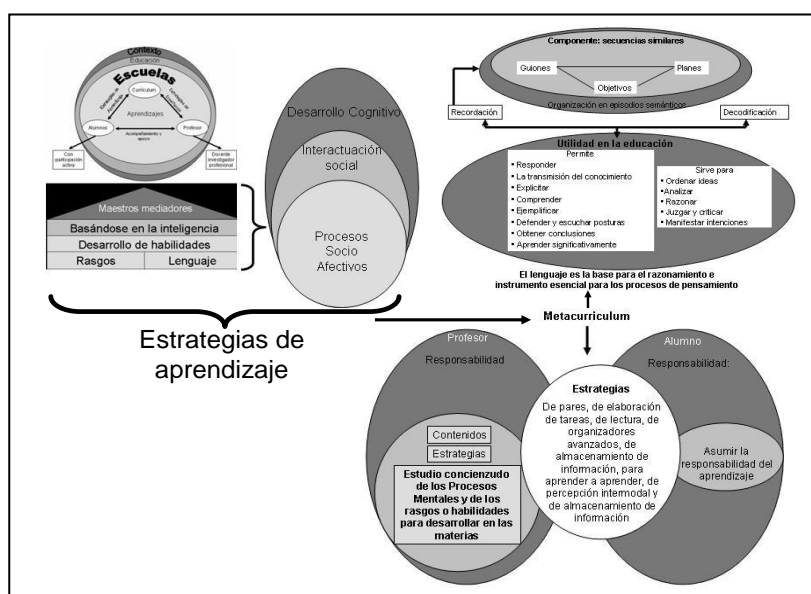 Contexto
Educación
Escuelas
Curriculum
Estrategias de
Aprendizaje
Estrategias de
Enseñanza
Aprendizajes
Alumnos
Profesor
Acompañamiento y
apoyo
Con
participación
activa
Docente
investigador
profesional
Maestros mediadores
Basándose en la inteligencia
Desarrollo de habilidades
Rasgos
Lenguaje
Desarrollo Cognitivo
Interactuación
social
Procesos
Socio
Afectivos
Estrategias de
aprendizaje
Componente: secuencias similares
Guiones
Planes
Objetivos
Organización en episodios semánticos
Recordación
Decodificación
Utilidad en la educación
Permite
▪ Responder
▪ La transmisión del conocimiento
▪ Explicitar
▪ Comprender
▪ Ejemplificar
▪ Defender y escuchar posturas
▪ Obtener conclusiones
▪ Aprender significativamente
Sirve para
▪ Ordenar ideas
▪ Analizar
▪ Razonar
▪ Juzgar y criticar
▪ Manifestar intenciones
El lenguaje es la base para el razonamiento e
instrumento esencial para los procesos de pensamiento
Metacurriculum
Profesor
Responsabilidad
Contenidos
Estrategias
Estudio concienzudo
de los Procesos
Mentales y de los
rasgos o habilidades
para desarrollar en las
materias
Estrategias
De pares, de elaboración
de tareas, de lectura, de
organizadores
avanzados, de
almacenamiento de
información, para
aprender a aprender, de
percepción intermodal y
de almacenamiento de
información
Alumno
Responsabilidad:
Asumir la
responsabilidad del
aprendizaje